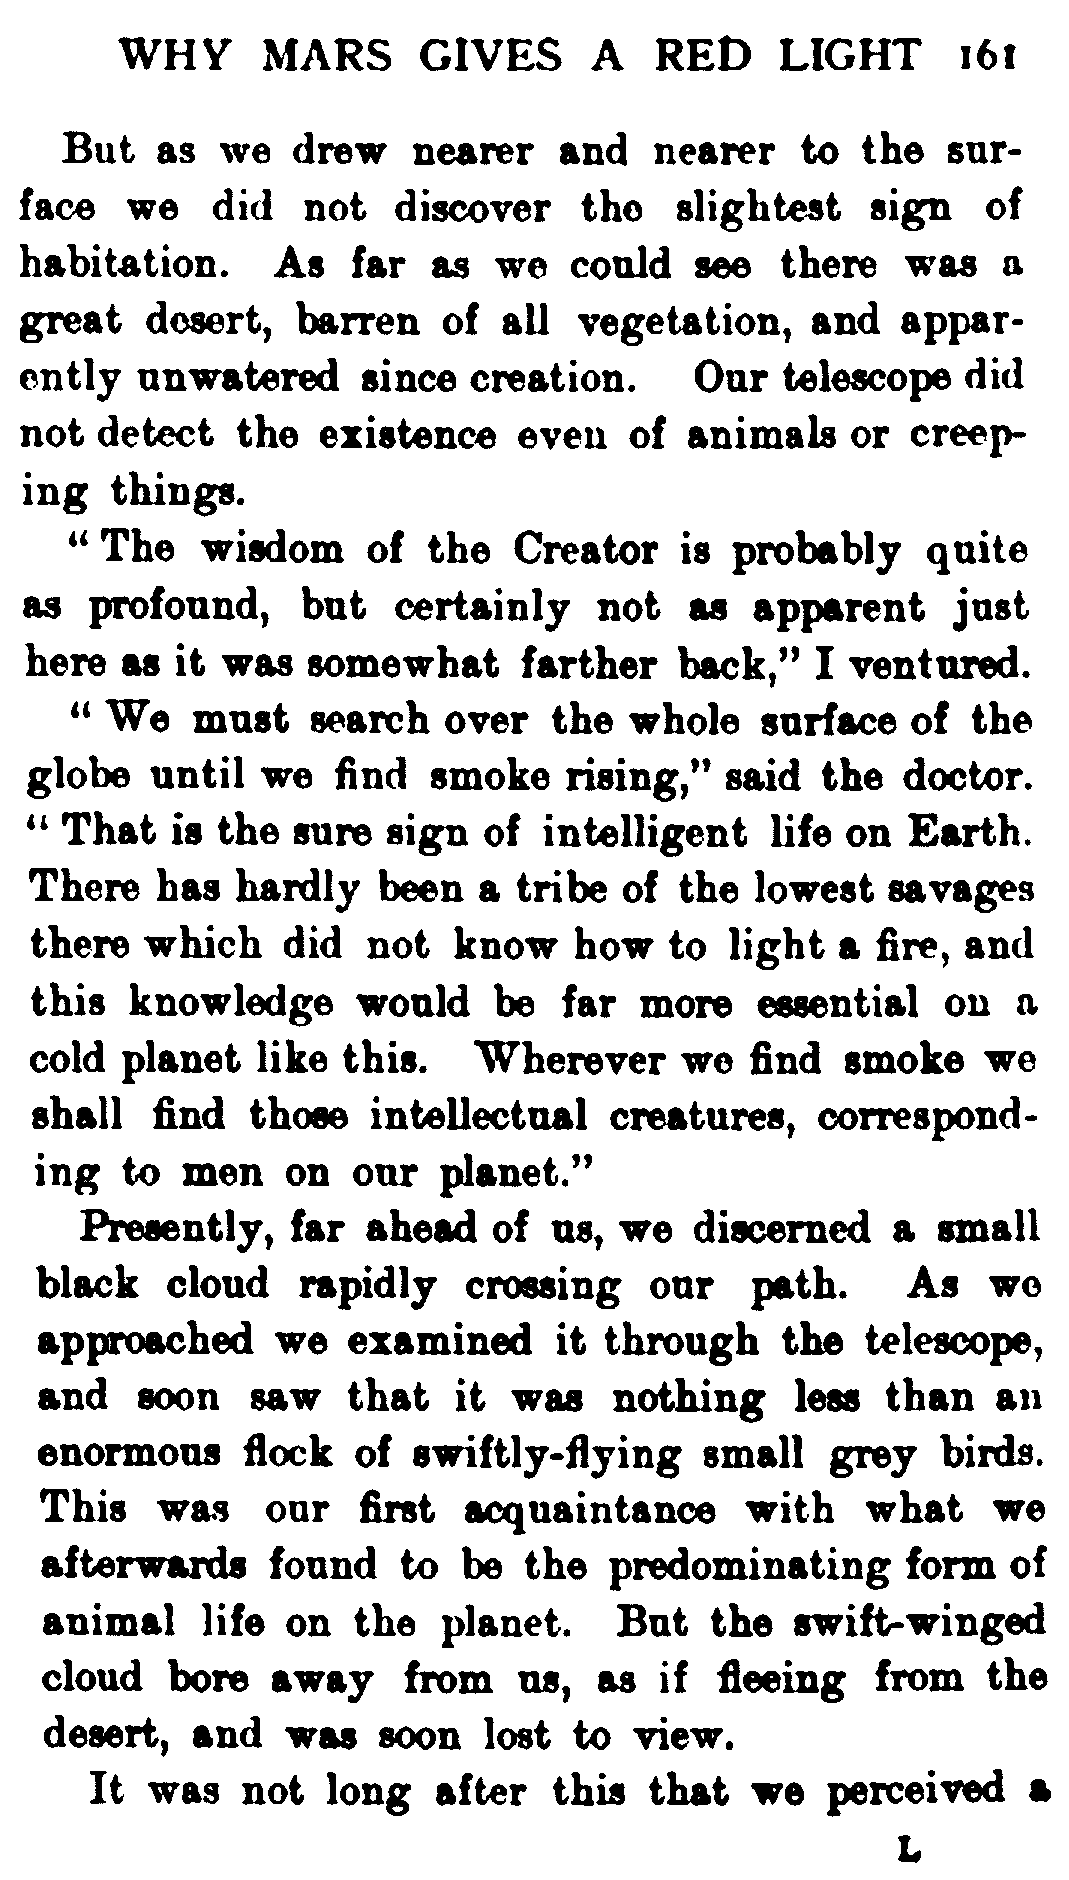 WHY MARS GIVES A RED LIGHT 161
But as we drew nearer and nearer to the sur-
face we did not discover the slightest sign of
habitation. As far as we could see there was a
great desert, barren of all vegetation, and appar-
ently unwatered since creation. Our telescope did
not detect the existence even of animals or creep-
ing things.
“ The wisdom of the Creator is probably quite
as profound, but certainly not as apparent just
here as it was somewhat farther back,” I ventured.
“ We must search over the whole surface of the
globe until we find smoke rising,” said the doctor.
“ That is the sure sign of intelligent life on Earth.
There has hardly been a tribe of the lowest savages
there which did not know how to light a fire, and
this knowledge would be far more essential on a
cold planet like this. Wherever we find smoke we
shall find those intellectual creatures, correspond-
ing to men on our planet.”
Presently, far ahead of us, we discerned a small
black cloud rapidly crossing our path. As we
approached we examined it through the telescope,
and soon saw that it was nothing less than an
enormous flock of swiftly-flying small grey birds.
This was our first acquaintance with what we
afterwards found to be the predominating form of
animal life on the planet. But the swift-winged
cloud bore away from us, as if fleeing from the
desert, and was soon lost to view.
It was not long after this that we perceived a
L